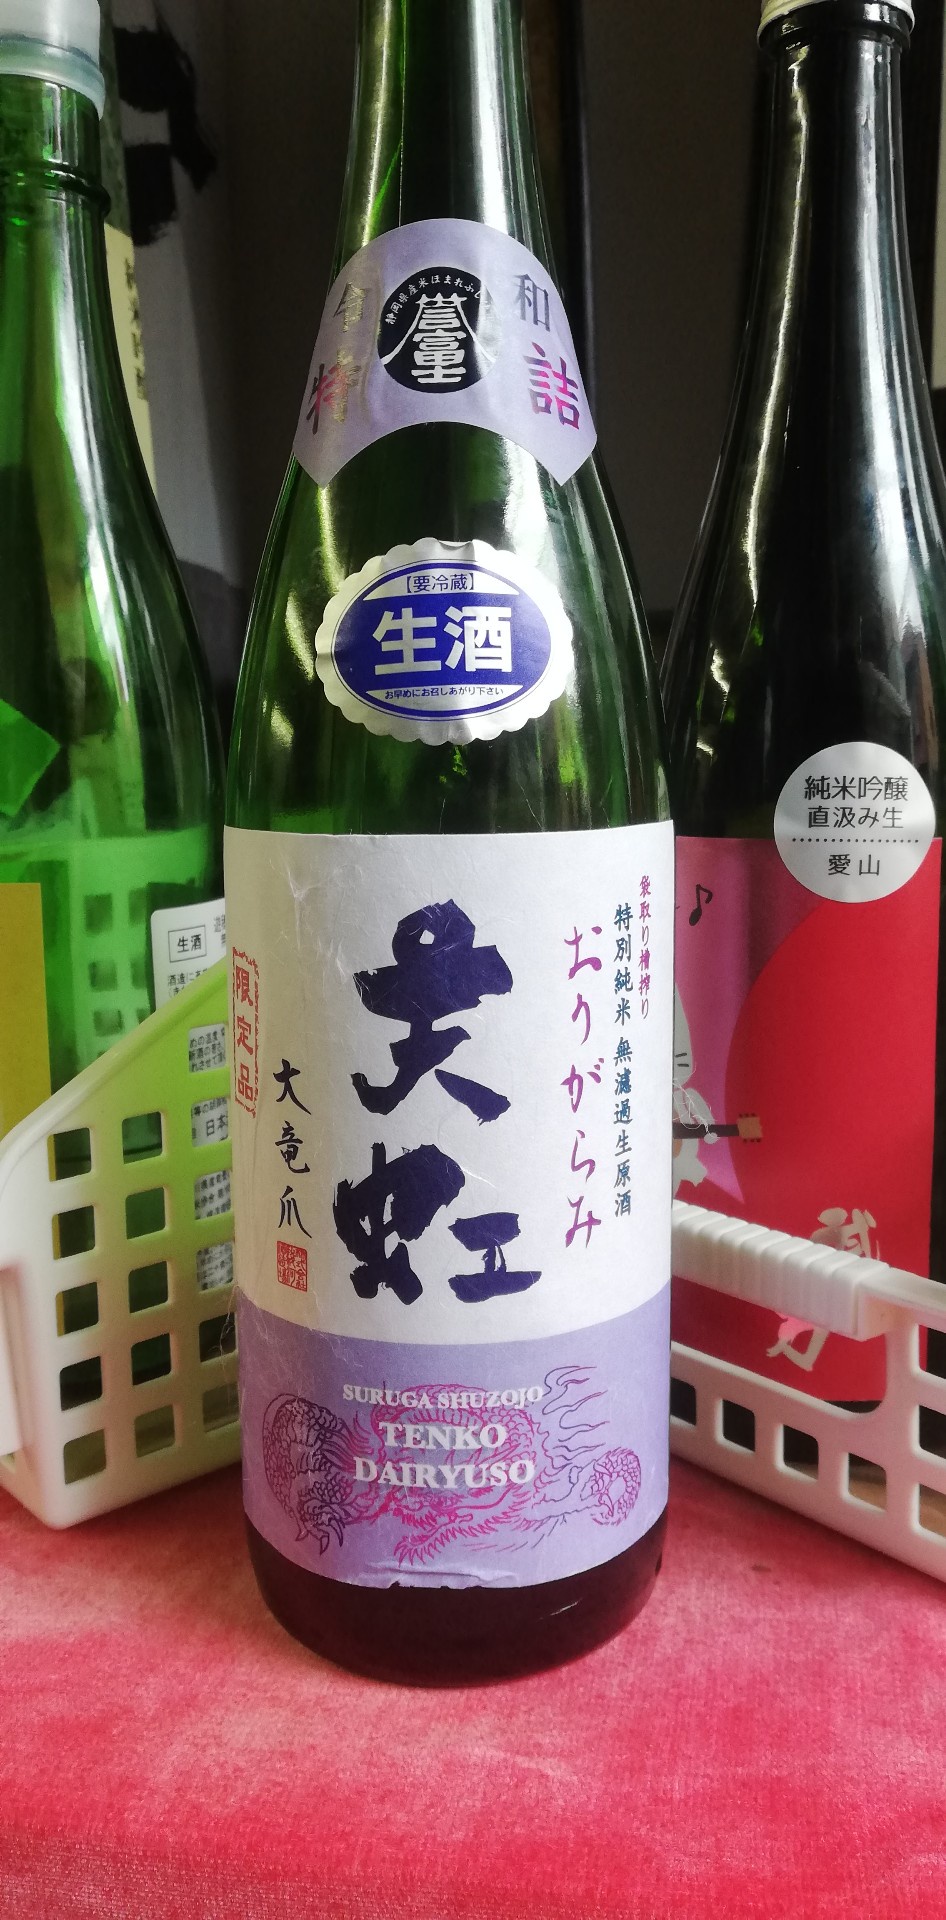 令和
特詰
静岡県産米ほまれふじ
誉富士
【要冷蔵】
生酒
お早めにお召しあがり下さい
袋取り槽搾り
特別純米 無濾過生原酒
おりがらみ
天虹
大竜爪
限定品
SURUGA SHUZOJO
TENKO
DAIRYUSO
純米吟醸
直汲み生
愛山
生酒